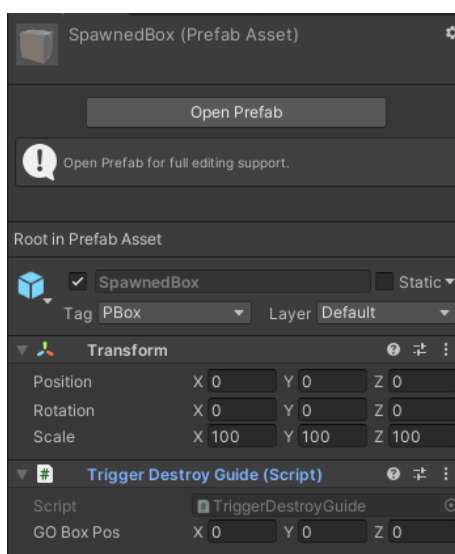 SpawnedBox (Prefab Asset)
Open Prefab
Open Prefab for full editing support.
Root in Prefab Asset
SpawnedBox Static
Tag PBox Layer Default
Transform
Position X 0 Y 0 Z 0
Rotation X 0 Y 0 Z 0
Scale X 100 Y 100 Z 100
# Trigger Destroy Guide (Script)
Script TriggerDestroyGuide
GO Box Pos X 0 Y 0 Z 0